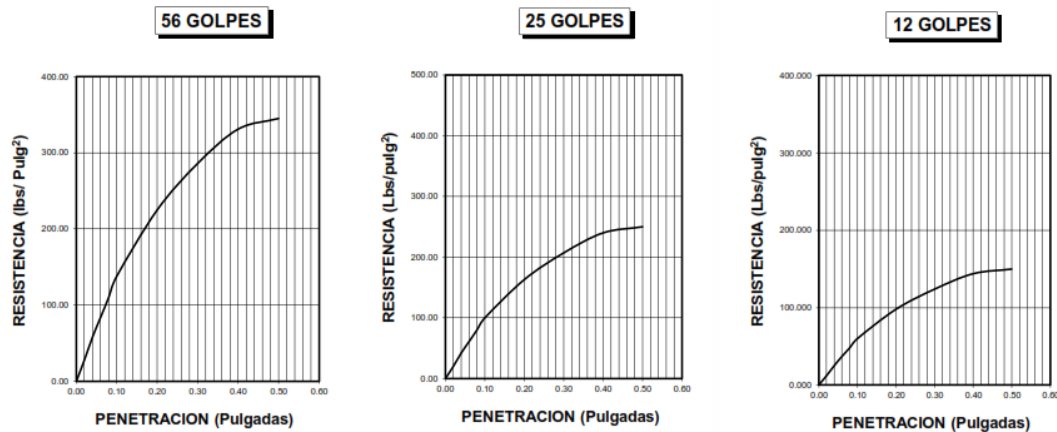 56 GOLPES
400.00
300.00
200.00
100.00
0.00
0.00 0.10 0.20 0.30 0.40 0.50 0.60
RESISTENCIA (lbs/ Pulg²)
PENETRACION (Pulgadas)
25 GOLPES
500.00
400.00
300.00
200.00
100.00
0.00
0.00 0.10 0.20 0.30 0.40 0.50 0.60
RESISTENCIA (Lbs/pulg²)
PENETRACION (Pulgadas)
12 GOLPES
400.000
300.000
200.000
100.000
0.000
0.00 0.10 0.20 0.30 0.40 0.50 0.60
RESISTENCIA (Lbs/pulg²)
PENETRACION (Pulgadas)